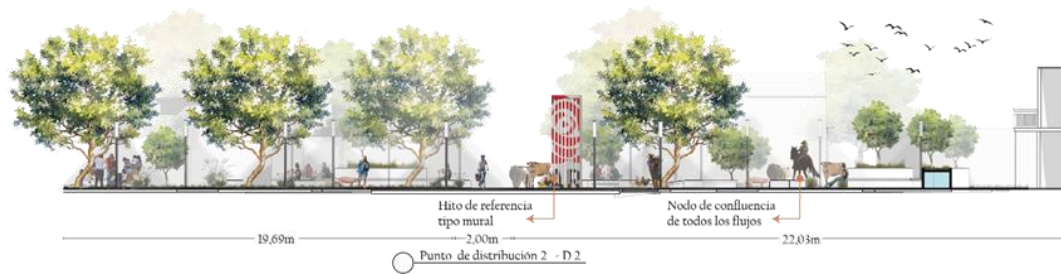 Hito de referencia
tipo mural
Nodo de confluencia
de todos los flujos
19,69m
2,00m
22,03m
Punto de distribución 2 - D 2